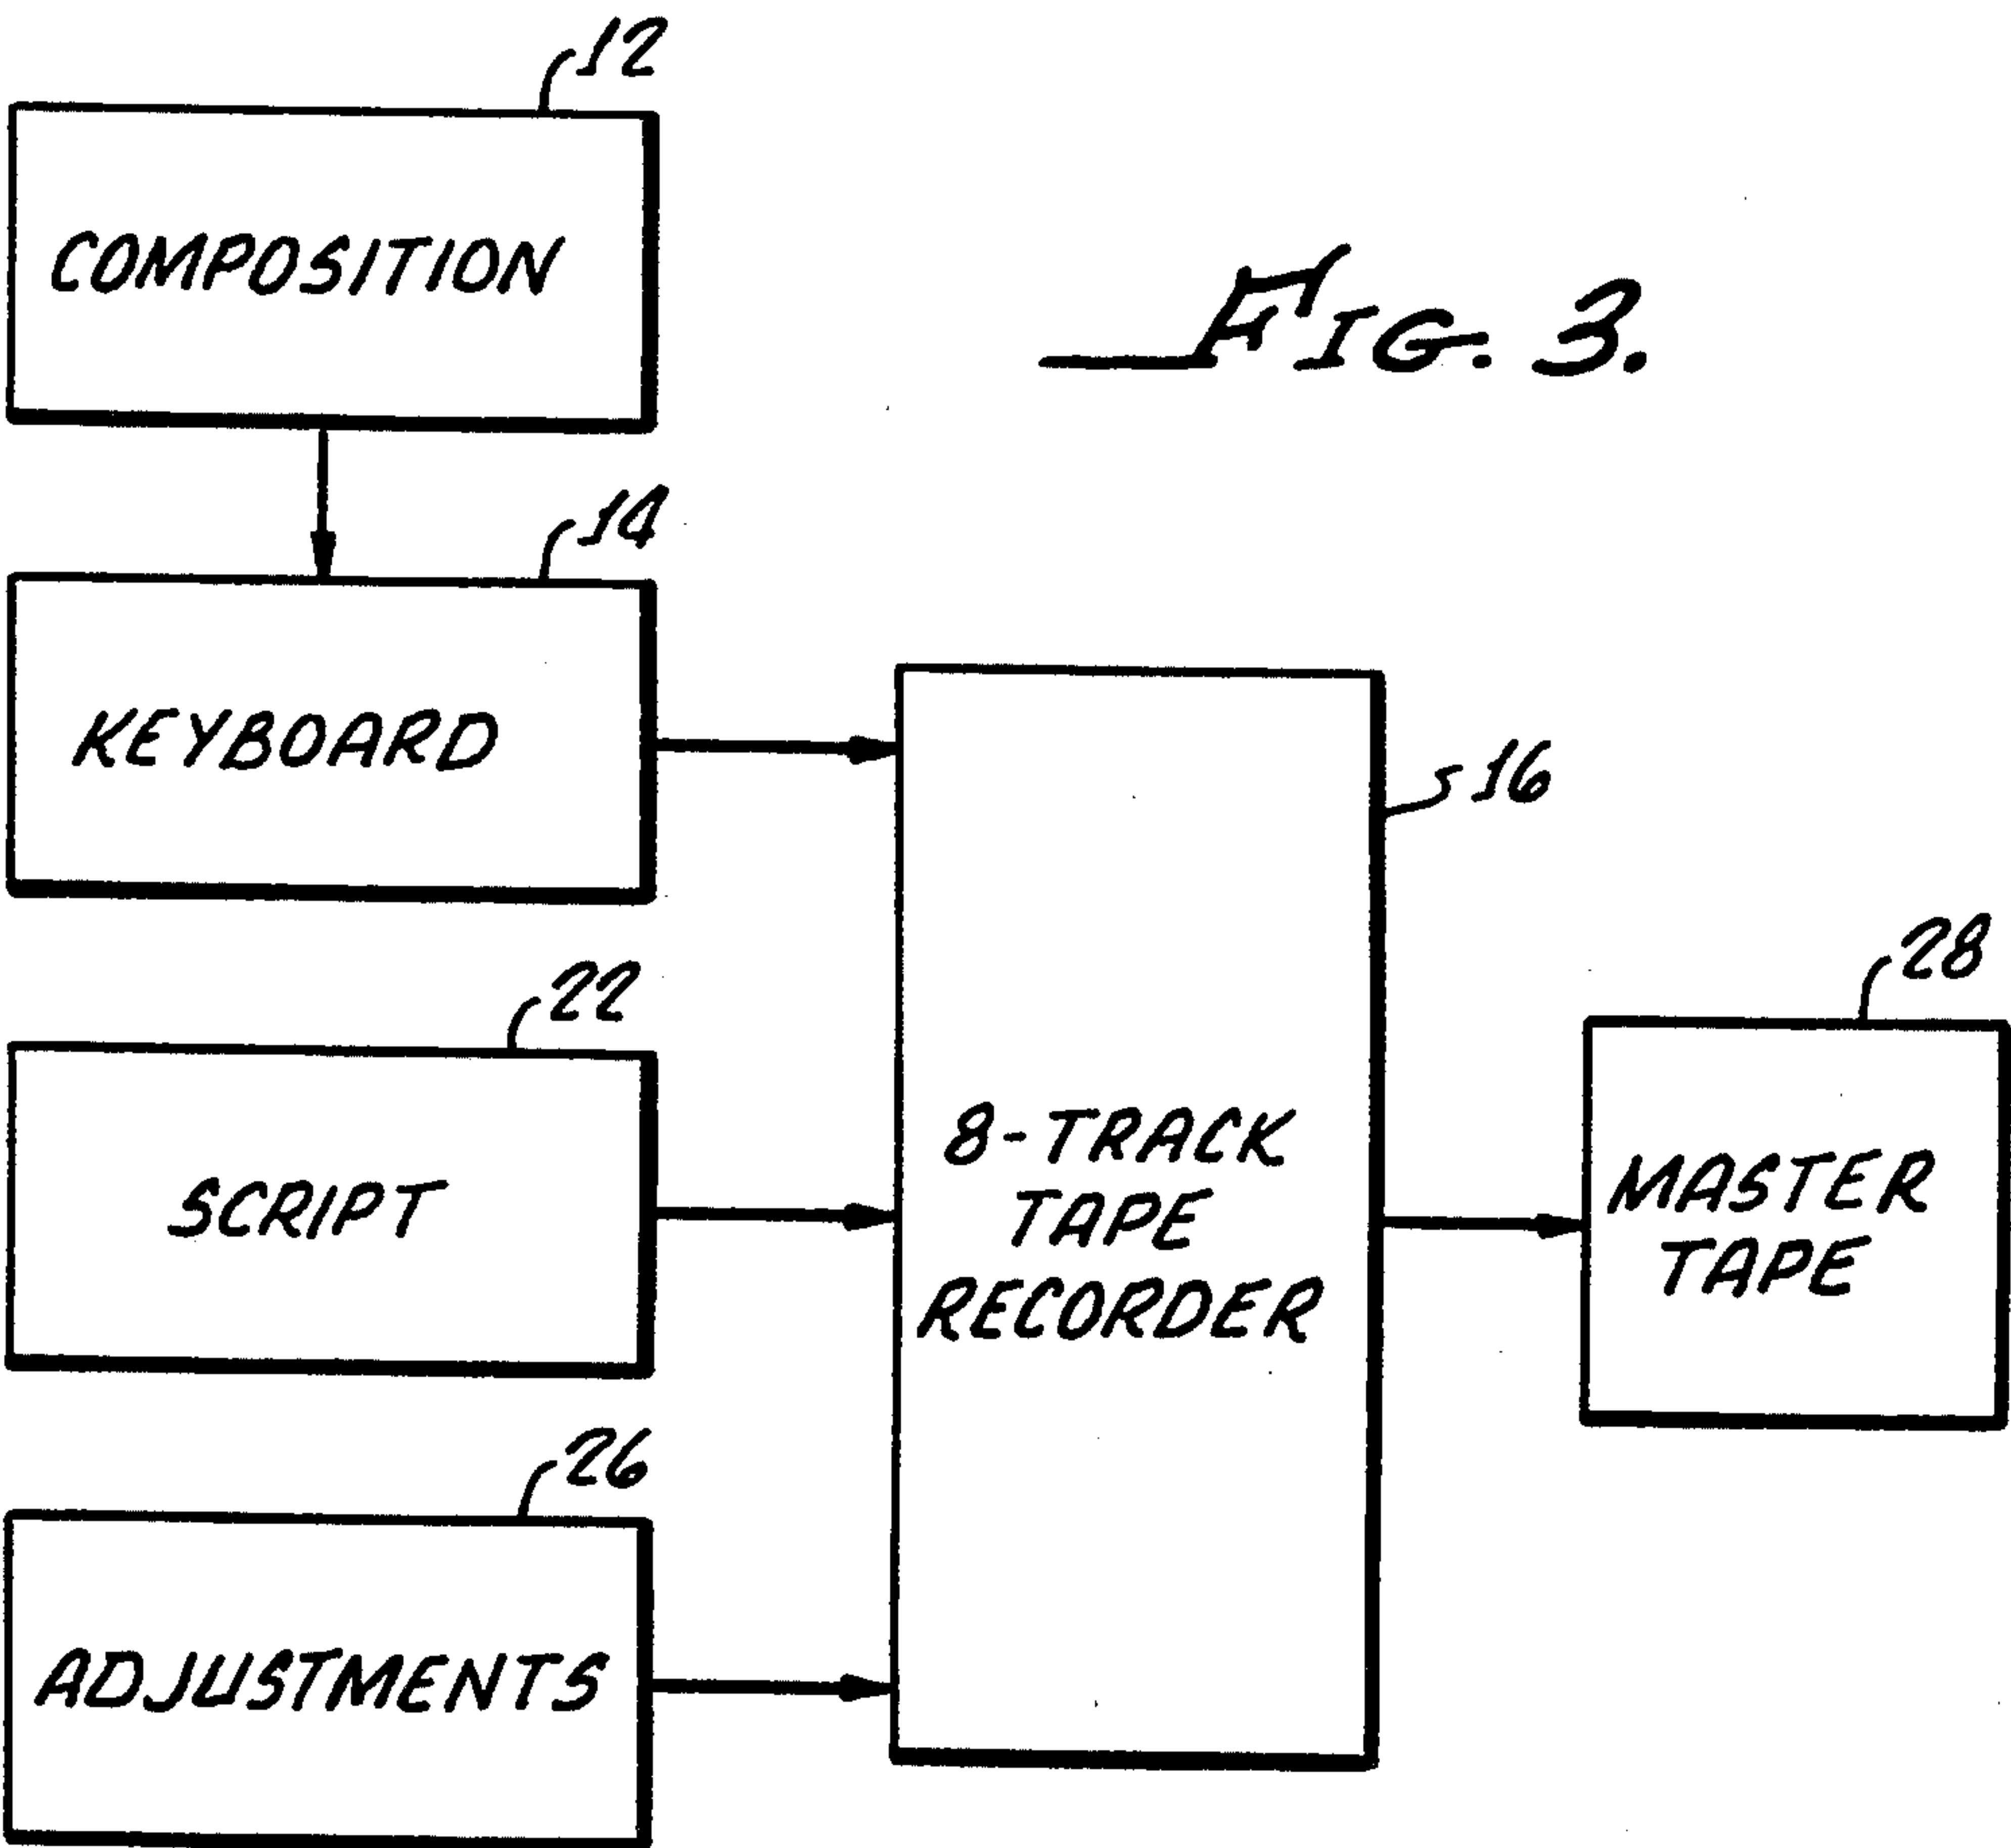 12
COMPOSITION
FIG. 3.
14
KEYBOARD
16
22
SCRIPT
8-TRACK
TAPE
RECORDER
28
MASTER
TAPE
26
ADJUSTMENTS